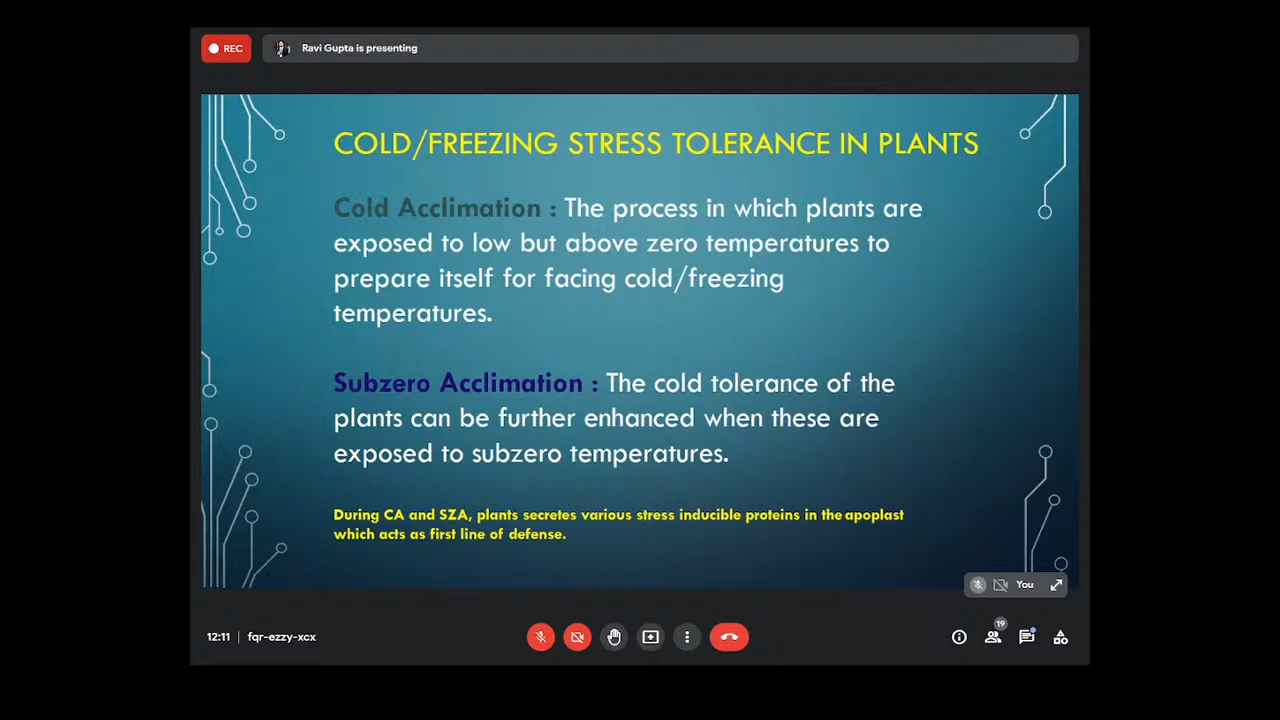 REC
Ravi Gupta is presenting
COLD/FREEZING STRESS TOLERANCE IN PLANTS
Cold Acclimation : The process in which plants are
exposed to low but above zero temperatures to
prepare itself for facing cold/freezing
temperatures.
Subzero Acclimation : The cold tolerance of the
plants can be further enhanced when these are
exposed to subzero temperatures.
During CA and SZA, plants secretes various stress inducible proteins in the apoplast
which acts as first line of defense.
You
12:11 | fqr-ezzy-xcx
19